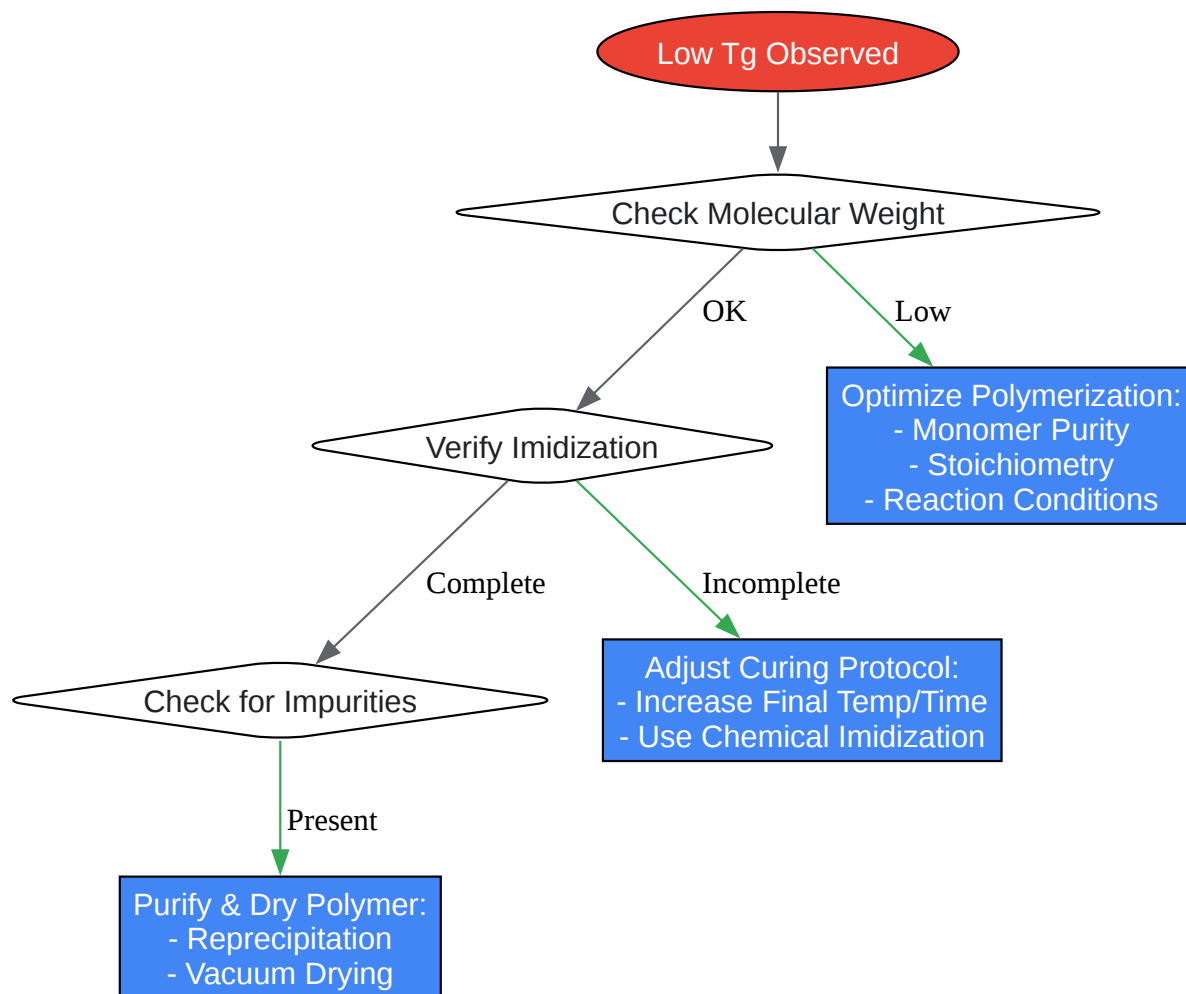 Low Tg Observed
Check Molecular Weight
OK
Low
Optimize Polymerization:
- Monomer Purity
- Stoichiometry
- Reaction Conditions
Verify Imidization
Complete
Incomplete
Adjust Curing Protocol:
- Increase Final Temp/Time
- Use Chemical Imidization
Check for Impurities
Present
Purify & Dry Polymer:
- Reprecipitation
- Vacuum Drying